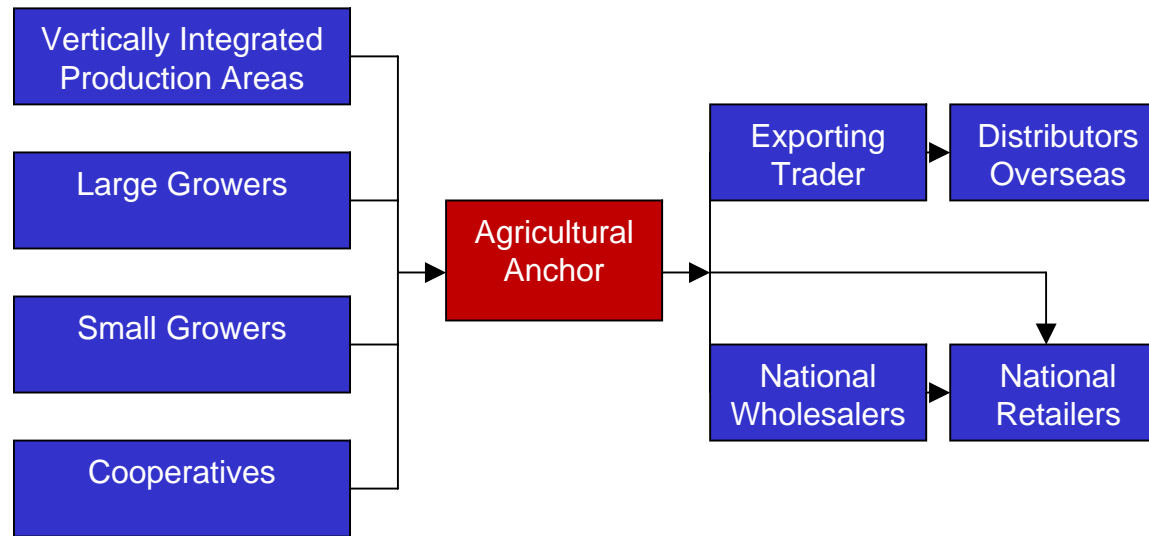 Vertically Integrated
Production Areas
Large Growers
Small Growers
Cooperatives
Agricultural
Anchor
Exporting
Trader
Distributors
Overseas
National
Wholesalers
National
Retailers